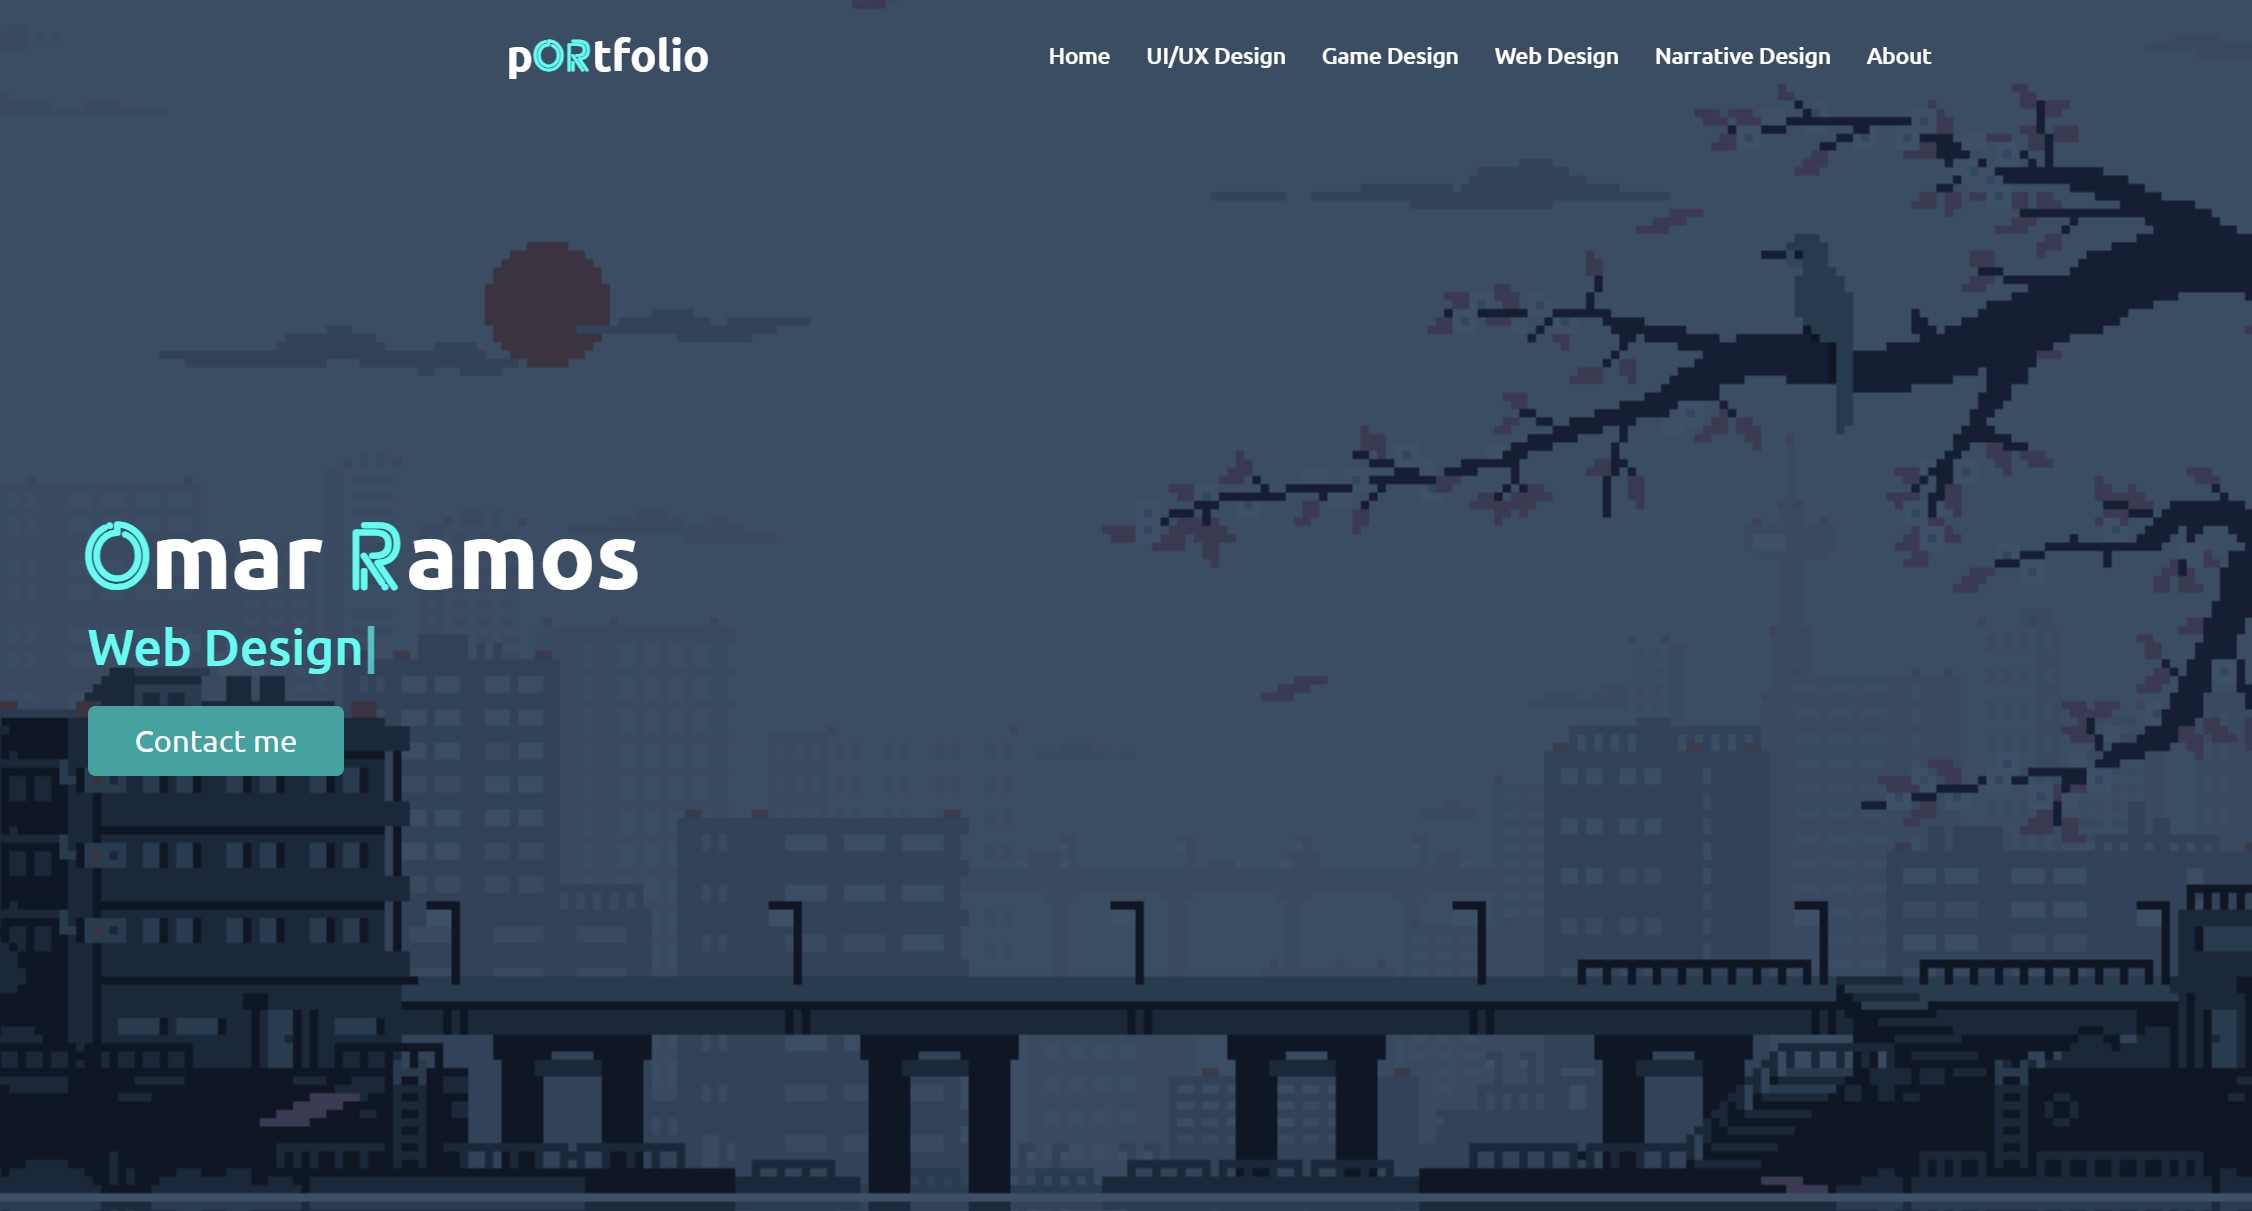 pORtfolio
Home UI/UX Design Game Design Web Design Narrative Design About
Omar Ramos
Web Design|
Contact me